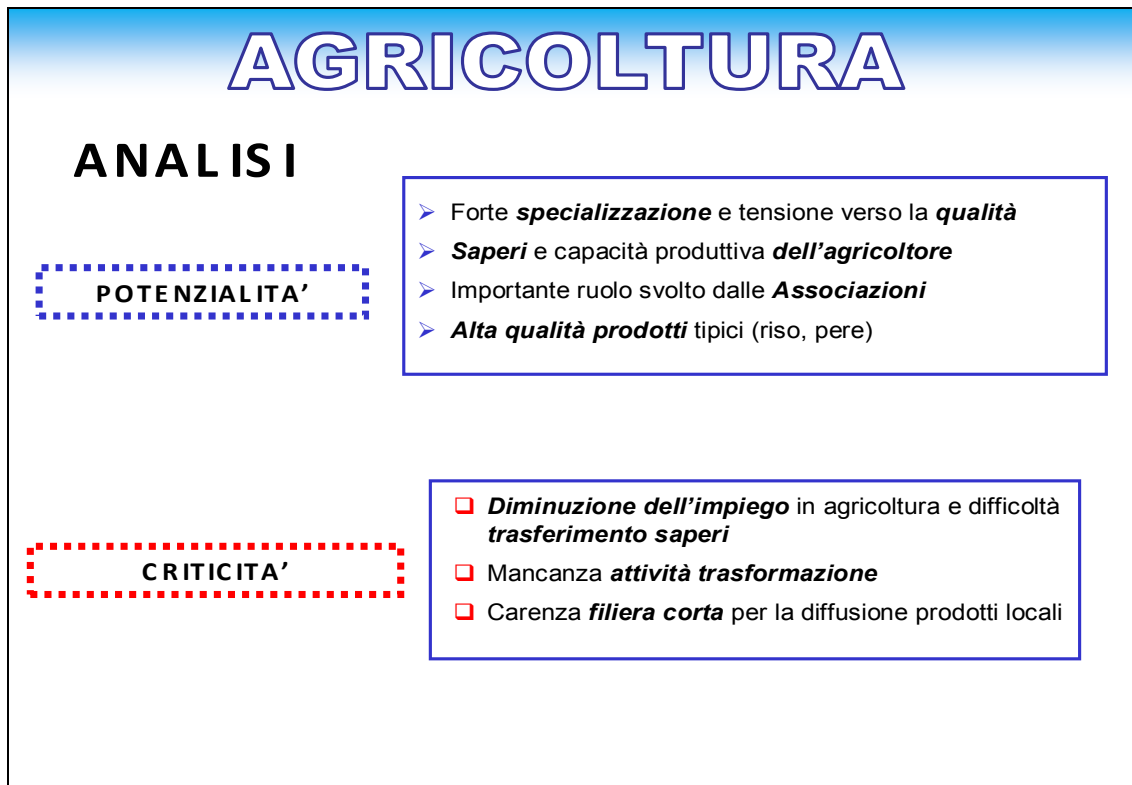 AGRICOLTURA
ANALISI
POTENZIALITA’
Forte specializzazione e tensione verso la qualità
Saperi e capacità produttiva dell’agricoltore
Importante ruolo svolto dalle Associazioni
Alta qualità prodotti tipici (riso, pere)
CRITICITA’
Diminuzione dell’impiego in agricoltura e difficoltà
trasferimento saperi
Mancanza attività trasformazione
Carenza filiera corta per la diffusione prodotti locali